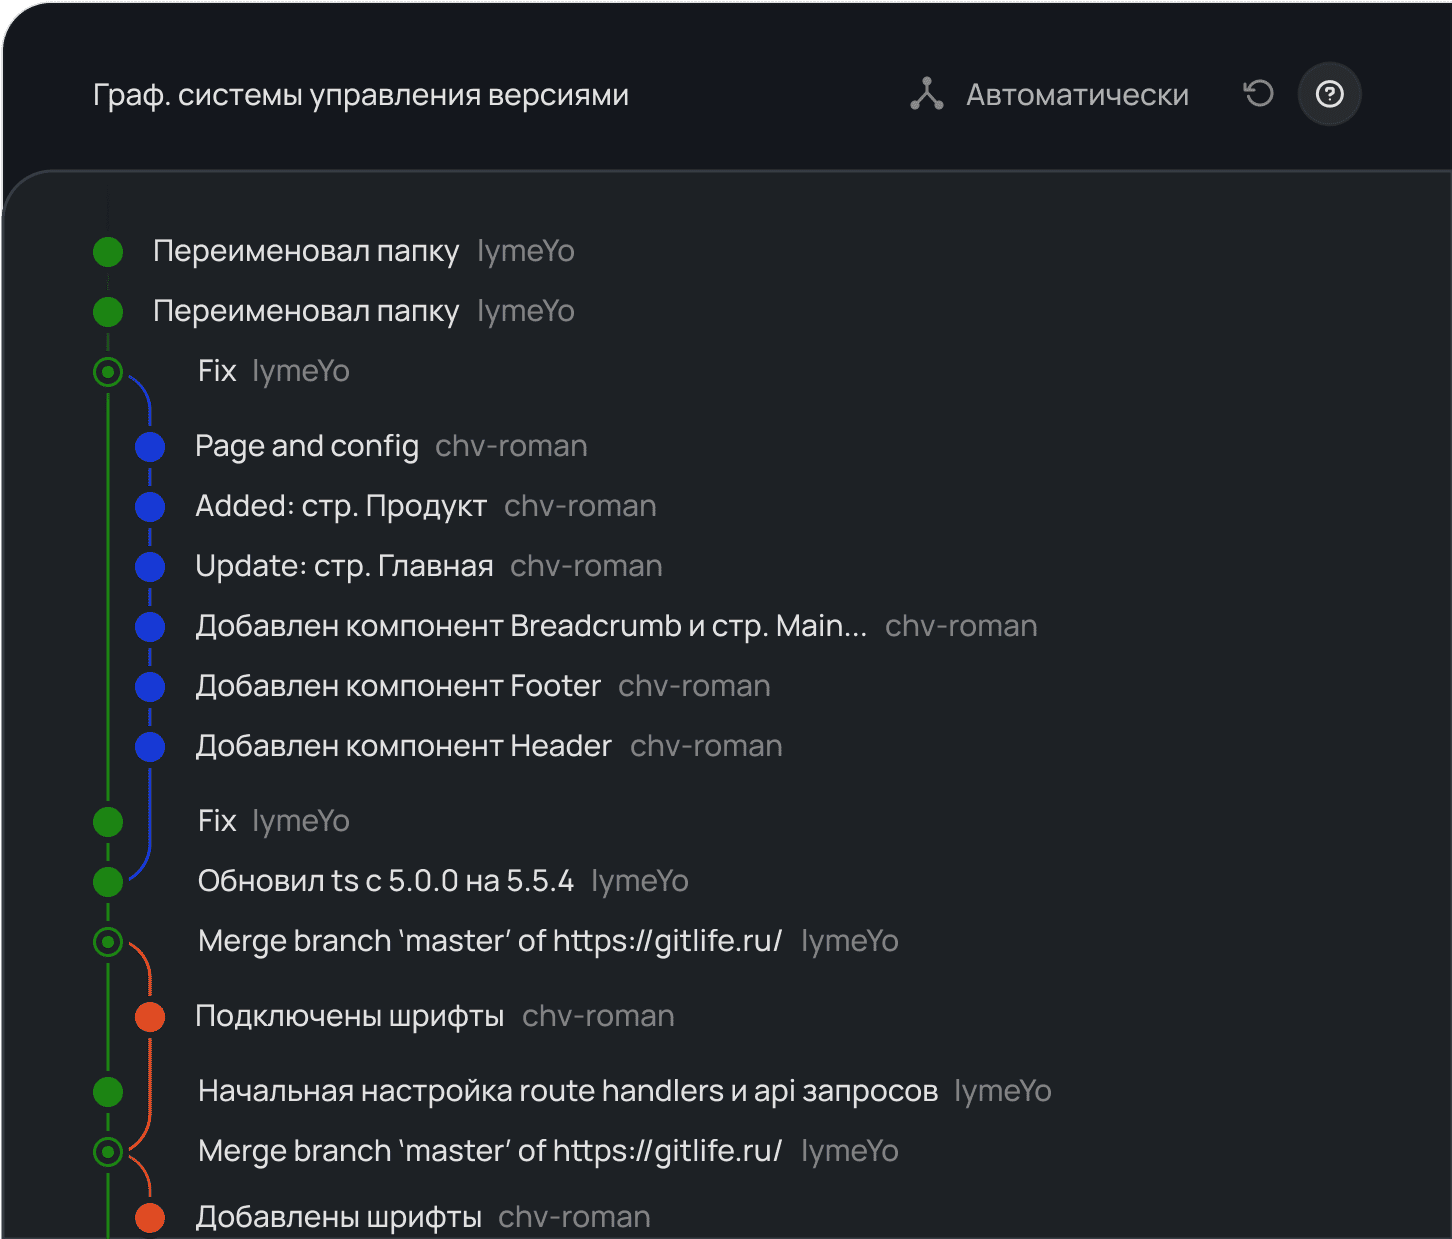 Граф. системы управления версиями Автоматически
Переименовал папку lymeYo
Переименовал папку lymeYo
Fix lymeYo
Page and config chv-roman
Added: стр. Продукт chv-roman
Update: стр. Главная chv-roman
Добавлен компонент Breadcrumb и стр. Main... chv-roman
Добавлен компонент Footer chv-roman
Добавлен компонент Header chv-roman
Fix lymeYo
Обновил ts с 5.0.0 на 5.5.4 lymeYo
Merge branch ‘master’ of https://gitlife.ru/ lymeYo
Подключены шрифты chv-roman
Начальная настройка route handlers и api запросов lymeYo
Merge branch ‘master’ of https://gitlife.ru/ lymeYo
Добавлены шрифты chv-roman